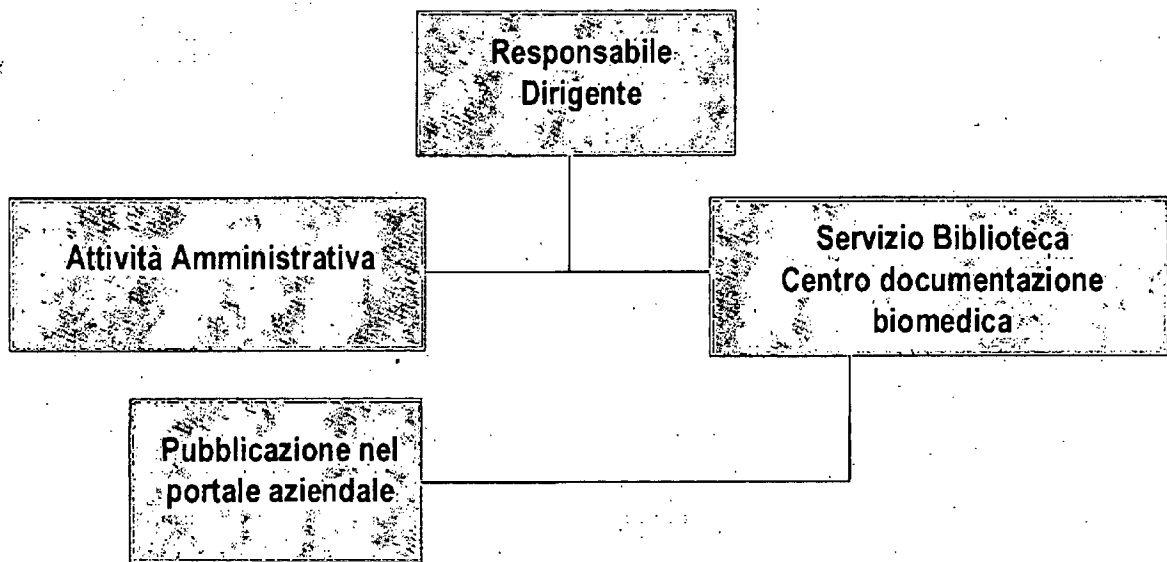 Responsabile
Dirigente
Attività Amministrativa
Servizio Biblioteca
Centro documentazione
biomedica
Pubblicazione nel
portale aziendale